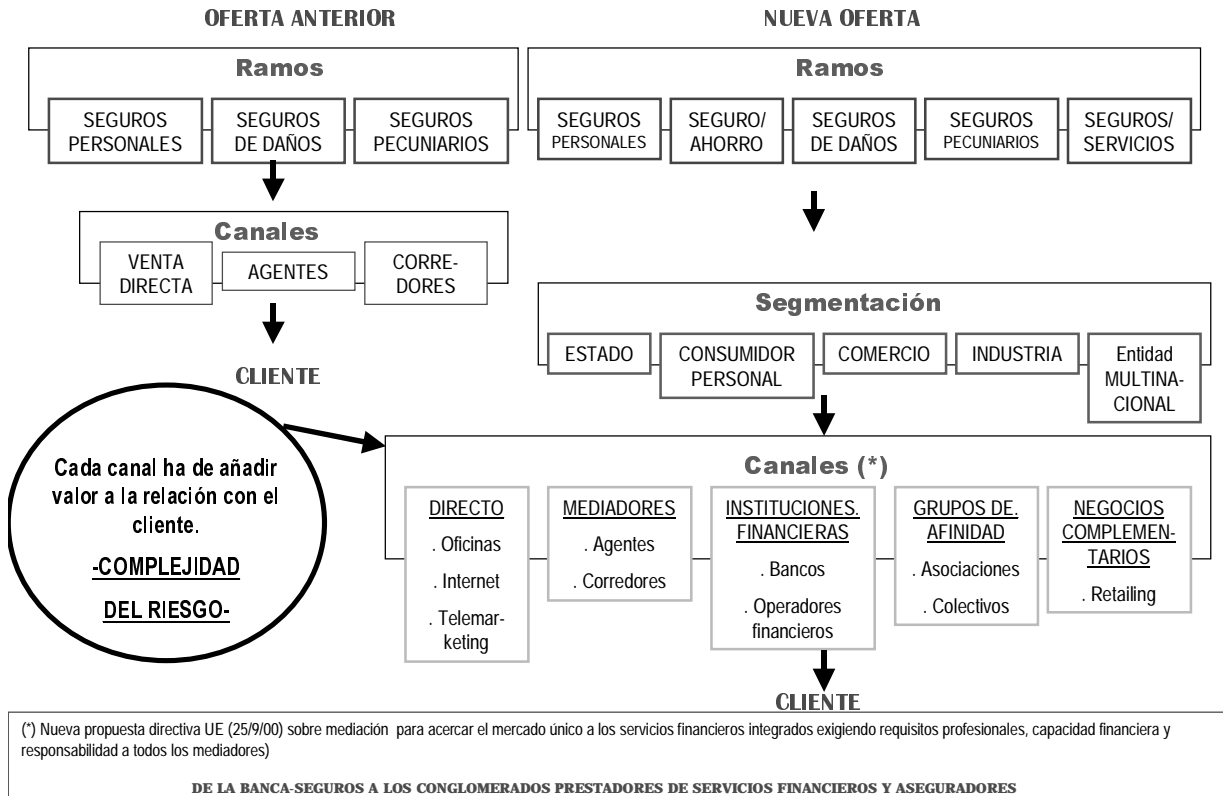 OFERTA ANTERIOR
Ramos
SEGUROS
PERSONALES
SEGUROS
DE DAÑOS
SEGUROS
PECUNIARIOS
Canales
VENTA
DIRECTA
AGENTES
CORRE-
DORES
CLIENTE
NUEVA OFERTA
Ramos
SEGUROS
PERSONALES
SEGURO/
AHORRO
SEGUROS
DE DAÑOS
SEGUROS
PECUNIARIOS
SEGUROS/
SERVICIOS
Segmentación
ESTADO
CONSUMIDOR
PERSONAL
COMERCIO
INDUSTRIA
Entidad
MULTINA-
CIONAL
Cada canal ha de añadir
valor a la relación con el
cliente.
-COMPLEJIDAD
DEL RIESGO-
Canales (*)
DIRECTO
. Oficinas
. Internet
. Telemar-
keting
MEDIADORES
. Agentes
. Corredores
INSTITUCIONES.
FINANCIERAS
. Bancos
. Operadores
financieros
GRUPOS DE.
AFINIDAD
. Asociaciones
. Colectivos
NEGOCIOS
COMPLEMEN-
TARIOS
. Retailing
CLIENTE
(*) Nueva propuesta directiva UE (25/9/00) sobre mediación para acercar el mercado único a los servicios financieros integrados exigiendo requisitos profesionales, capacidad financiera y
responsabilidad a todos los mediadores)
DE LA BANCA-SEGUROS A LOS CONGLOMERADOS PRESTADORES DE SERVICIOS FINANCIEROS Y ASEGURADORES